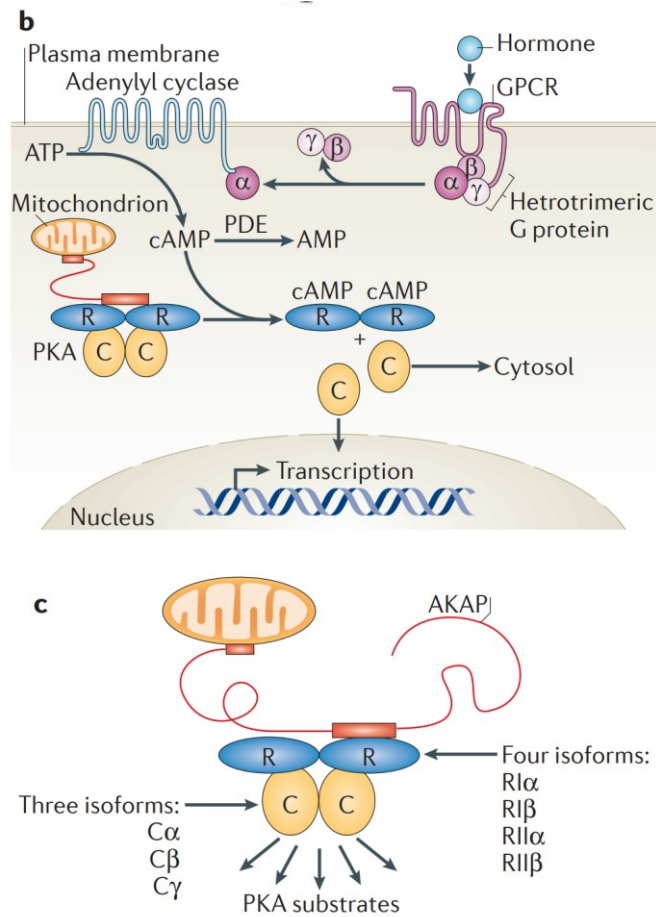 b
Plasma membrane
Adenylyl cyclase
Hormone
GPCR
ATP
γ
β
α
α
β
γ
Hetrotrimeric
G protein
Mitochondrion
cAMP
PDE
AMP
R
R
PKA
C
C
cAMP
cAMP
R
R
+
C
C
Cytosol
Transcription
Nucleus
c
AKAP
R
R
Four isoforms:
RIα
RIβ
RIIα
RIIβ
Three isoforms:
Cα
Cβ
Cγ
C
C
PKA substrates